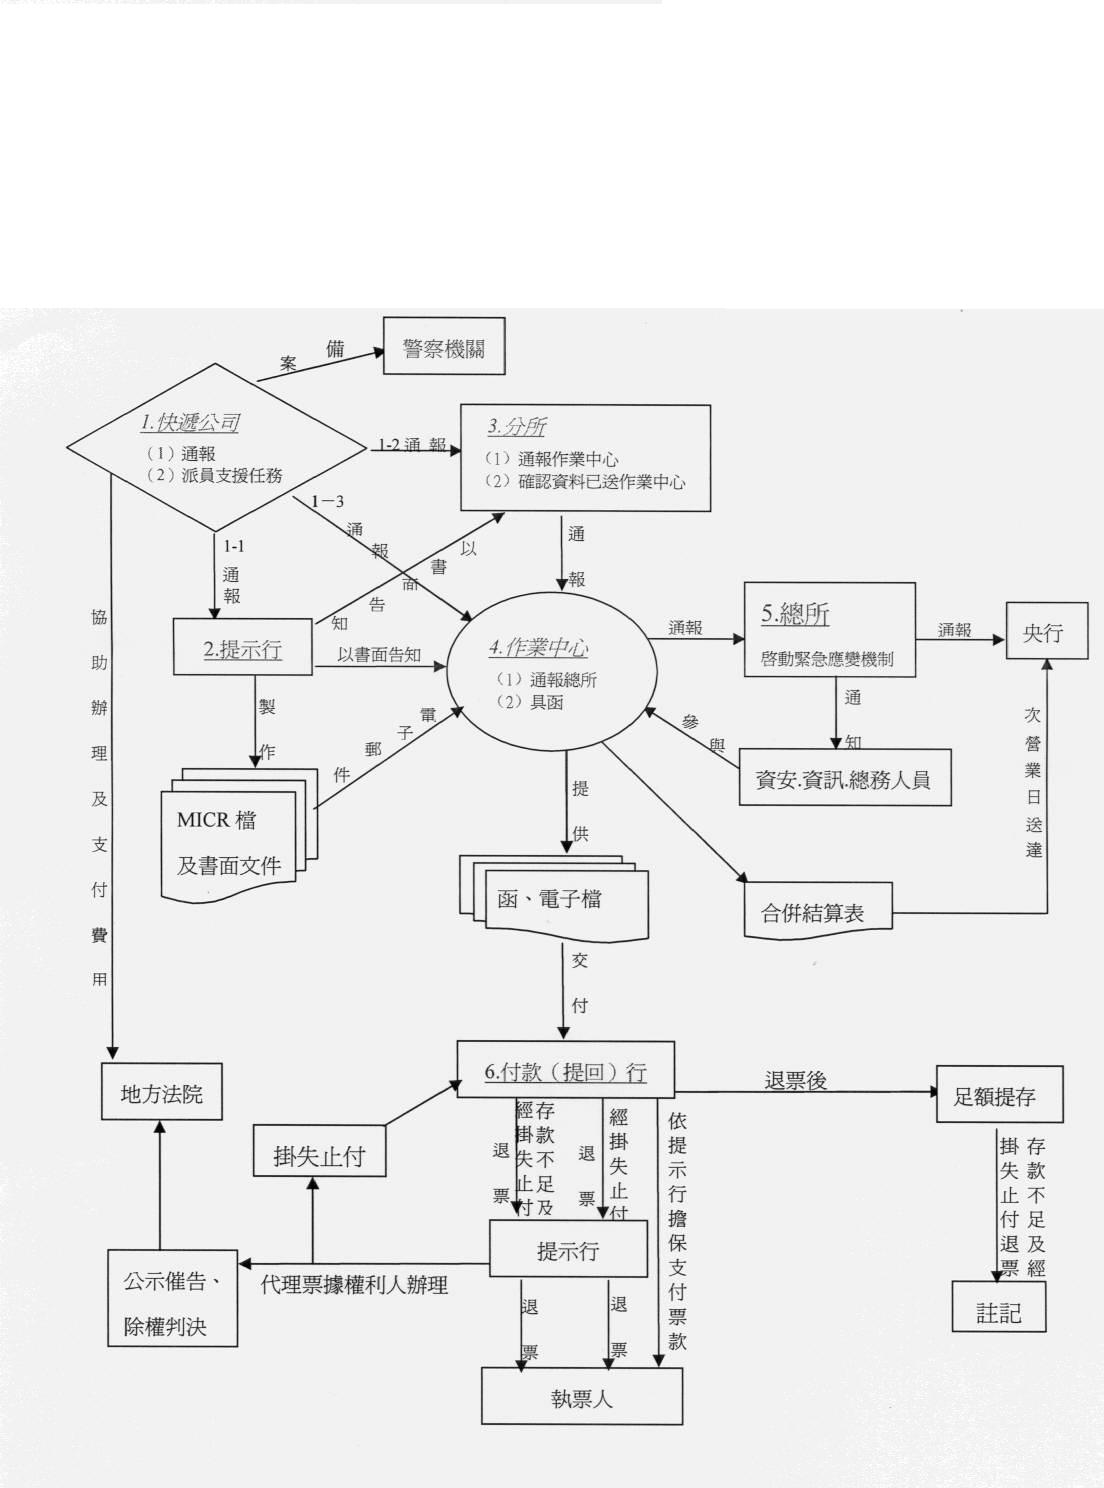 備案
警察機關
1.快遞公司
（1）通報
（2）派員支援任務
1-2 通 報
3.分所
（1）通報作業中心
（2）確認資料已送作業中心
1－3
通報
1-1
通報
以書面告知
通報
協助辦理及支付費用
2.提示行
以書面告知
4.作業中心
（1）通報總所
（2）具函
通報
5.總所
啓動緊急應變機制
通報
央行
製作
電子郵件
參與
通知
資安.資訊.總務人員
次營業日送達
MICR 檔
及書面文件
提供
函、電子檔
合併結算表
交付
地方法院
6.付款（提回）行
退票後
足額提存
掛失止付
退票
存款不足及
經掛失止付
退票
經掛失止付
依提示行擔保支付票款
存款不足及經
掛失止付退票
提示行
公示催告、
除權判決
代理票據權利人辦理
退票
退票
註記
執票人